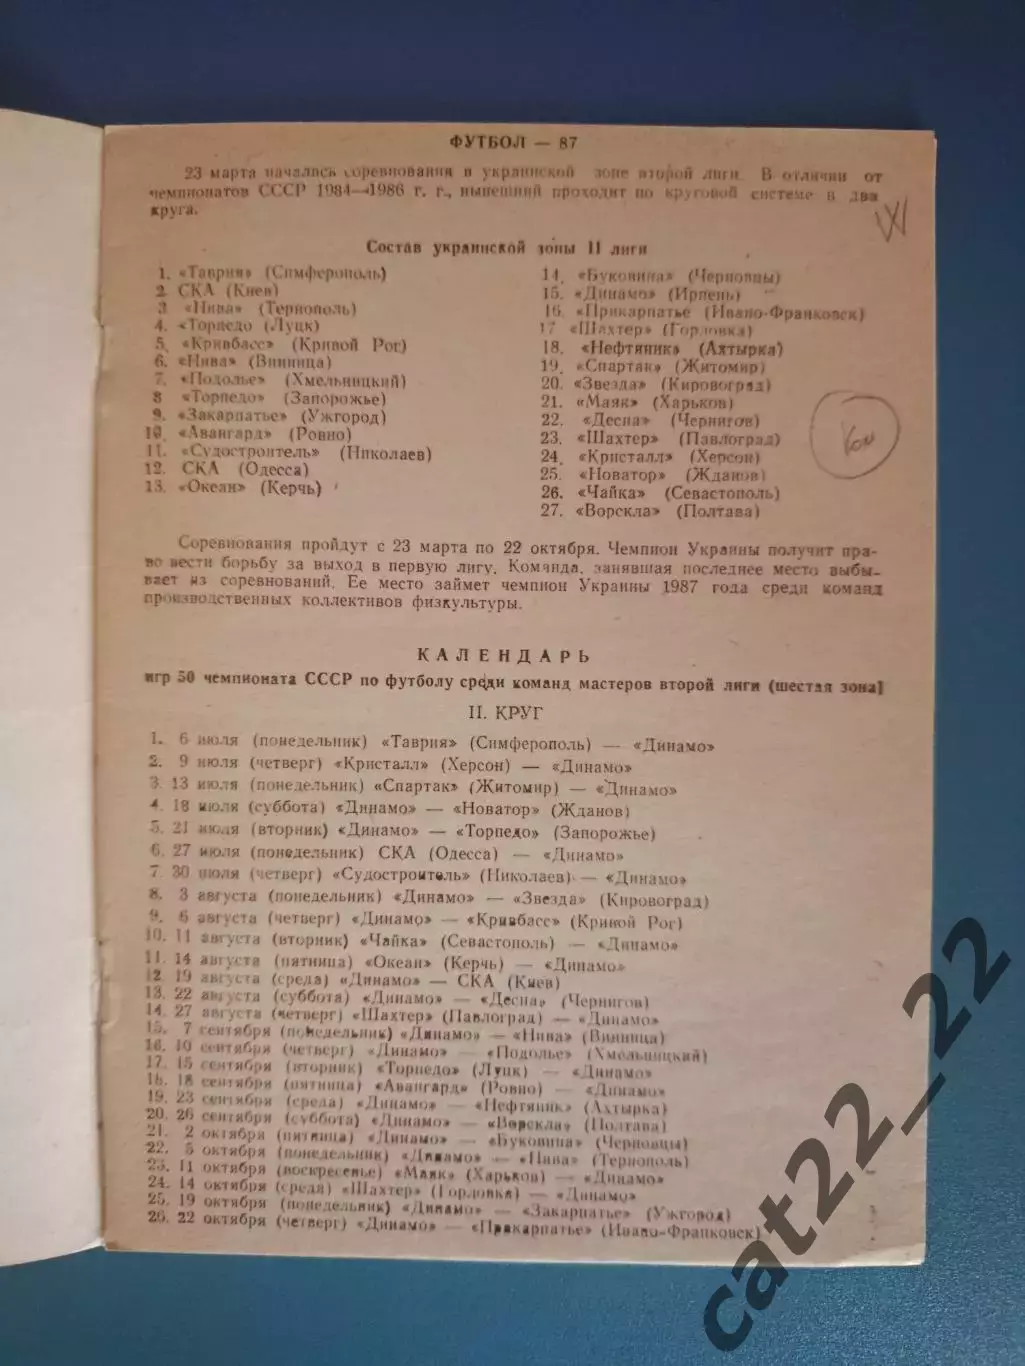 ФУТБОЛ — 87
23 марта начались соревнования в украинской зоне второй лиги. В отличии от
чемпионатов СССР 1984—1986 г. г., нынешний проходит по круговой системе в два
круга.
Состав украинской зоны II лиги
1. «Таврия» (Симферополь)
2 СКА (Киев)
3 «Нива» (Тернополь)
4. «Торпедо (Луцк)
5. «Кривбасс» (Кривой Рог)
6. «Нива» (Винница)
7. «Подолье» (Хмельницкий)
8 «Торпедо» (Запорожье)
9. «Закарпатье» (Ужгород)
10. «Авангард» (Ровно)
11. «Судостроитель» (Николаев)
12. СКА (Одесса)
13. «Океан» (Керчь)
14. «Буковина» (Черновцы)
15. «Динамо» (Ирпень)
16. «Прикарпатье (Ивано-Франковск)
17 «Шахтер» (Горловка)
18. «Нефтяник» (Ахтырка)
19. «Спартак» (Житомир)
20. «Звезда» (Кировоград)
21. «Маяк» (Харьков)
22. «Десна» (Чернигов)
23. «Шахтер» (Павлоград)
24. «Кристалл» (Херсон)
25. «Новатор» (Жданов)
26. «Чайка» (Севастополь)
27. «Ворскла» (Полтава)
Соревнования пройдут с 23 марта по 22 октября. Чемпион Украины получит пра-
во вести борьбу за выход в первую лигу. Команда, занявшая последнее место выбы-
вает из соревнований. Ее место займет чемпион Украины 1987 года среди команд
производственных коллективов физкультуры.
КАЛЕНДАРЬ
игр 50 чемпионата СССР по футболу среди команд мастеров второй лиги (шестая зона]
II. КРУГ
1. 6 июля (понедельник) «Таврия» (Симферополь) — «Динамо»
2. 9 июля (четверг) «Кристалл» (Херсон) — «Динамо»
3 13 июля (понедельник) «Спартак» (Житомир) — «Динамо»
4. 18 июля (суббота) «Динамо» — «Новатор» (Жданов)
5. 21 июля (вторник) «Динамо» — «Торпедо» (Запорожье)
6. 27 июля (понедельник) СКА (Одесса) — «Динамо»
7. 30 июля (четверг) «Судостроитель» (Николаев) — «Динамо»
8. 3 августа (понедельник) «Динамо» — «Звезда» (Кировоград)
9. 6 августа (четверг) «Динамо» — «Кривбасс» (Кривой Рог)
10. 11 августа (вторник) «Чайка» (Севастополь) — «Динамо»
11. 14 августа (пятница) «Океан» (Керчь) — «Динамо»
12. 19 августа (среда) «Динамо» — СКА (Киев)
13. 22 августа (суббота) «Динамо» — «Десна» (Чернигов)
14. 27 августа (четверг) «Шахтер» (Павлоград) — «Динамо»
15. 7 сентября (понедельник) «Динамо» — «Нива» (Винница)
16. 10 сентября (четверг) «Динамо» — «Подолье» (Хмельницкий)
17. 15 сентября (вторник) «Торпедо» (Луцк) — «Динамо»
18. 18 сентября (пятница) «Авангард» (Ровно) — «Динамо»
19. 23 сентября (среда) «Динамо» — «Нефтяник» (Ахтырка)
20. 26 сентября (суббота) «Динамо» — «Ворскла» (Полтава)
21. 2 октября (пятница) «Динамо» — «Буковина» (Черновцы)
22. 5 октября (понедельник) «Динамо» — «Нива» (Тернополь)
23. 11 октября (воскресенье) «Маяк» (Харьков) — «Динамо»
24. 14 октября (среда) «Шахтер» (Горловка) — «Динамо»
25. 19 октября (понедельник) «Динамо» — «Закарпатье» (Ужгород)
26. 22 октября (четверг) «Динамо» — «Прикарпатье» (Ивано-Франковск)
cat22_22